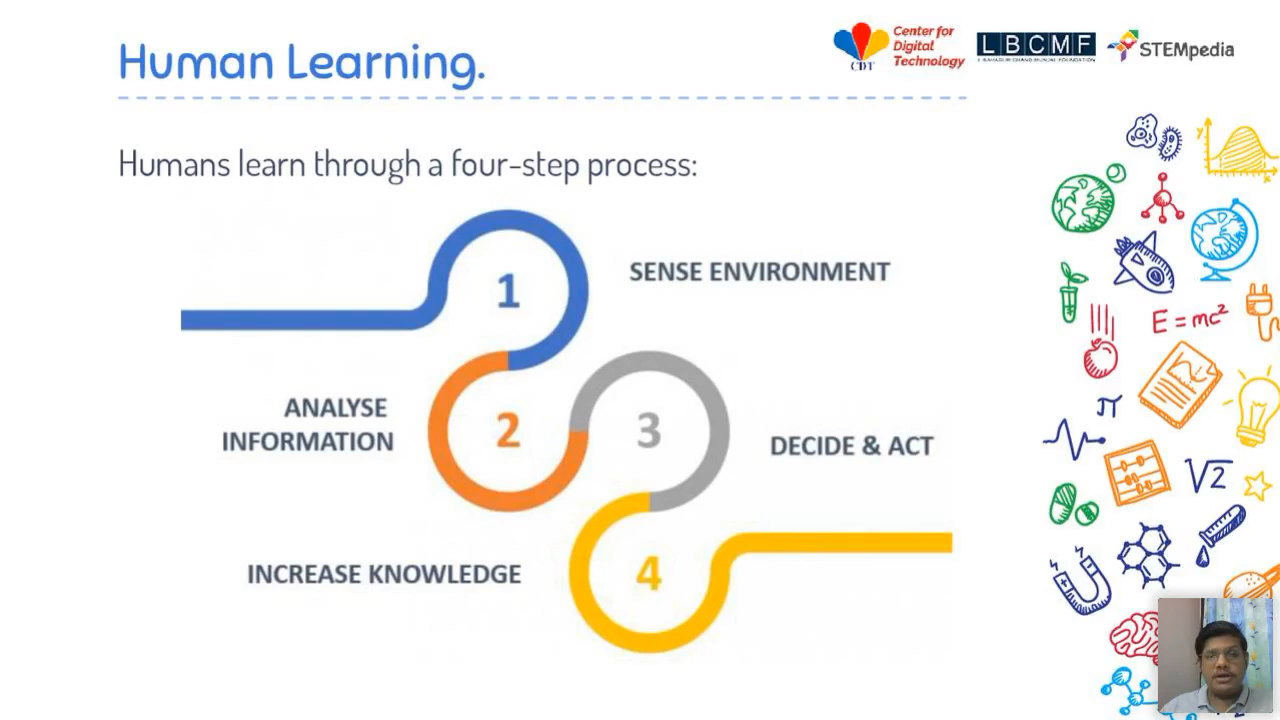 Human Learning.
CDT
Center for
Digital
Technology
LBCMF
STEMpedia
Humans learn through a four-step process:
1
SENSE ENVIRONMENT
ANALYSE
INFORMATION
2
3
DECIDE & ACT
INCREASE KNOWLEDGE
4
y
x
E=mc²
π
√2